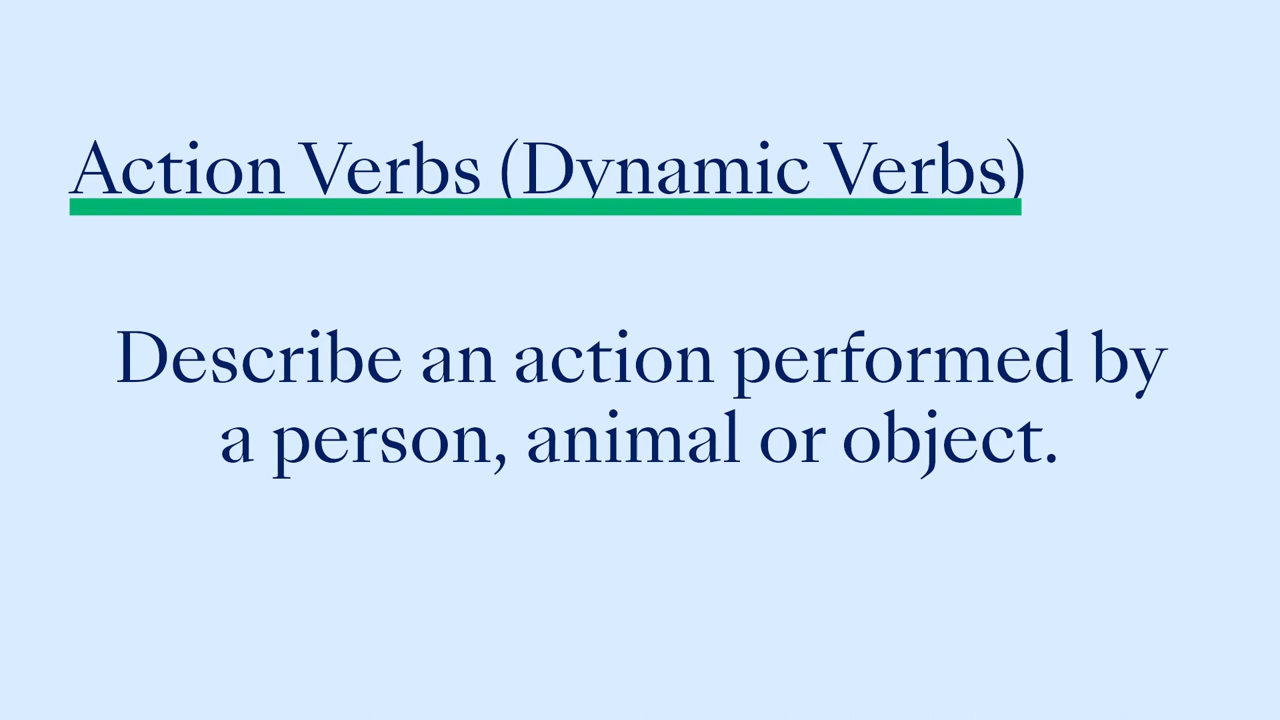 Action Verbs (Dynamic Verbs)
Describe an action performed by
a person, animal or object.